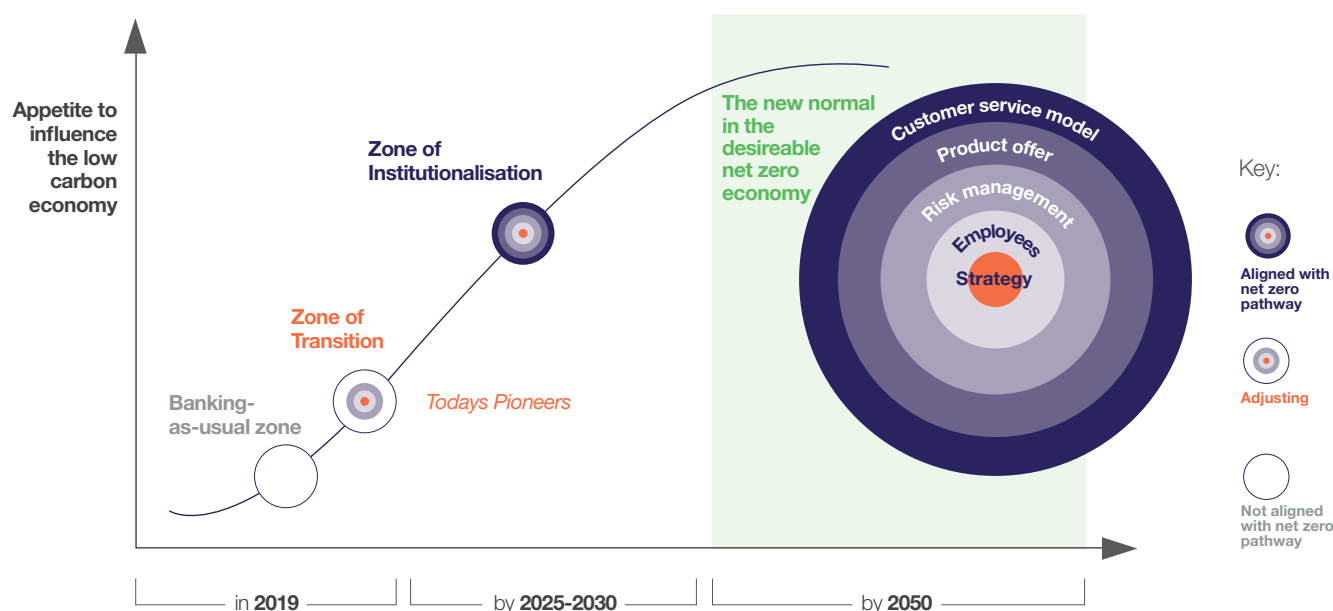 Appetite to
influence
the low
carbon
economy
Zone of
Institutionalisation
Zone of
Transition
Banking-
as-usual zone
Todays Pioneers
The new normal
in the
desireable
net zero
economy
Customer service model
Product offer
Risk management
Employees
Strategy
Key:
Aligned with
net zero
pathway
Adjusting
Not aligned
with net zero
pathway
in 2019
by 2025-2030
by 2050